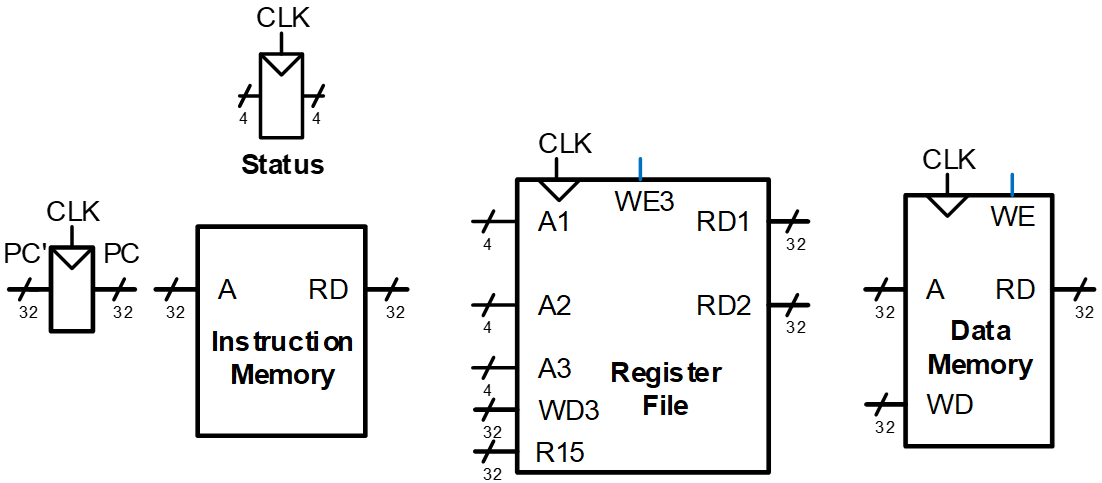 CLK
4
4
Status
CLK
PC'
PC
32
32
A
RD
32
32
Instruction
Memory
CLK
WE3
A1
RD1
4
32
A2
RD2
4
32
A3
4
WD3
32
R15
32
Register
File
CLK
WE
A
RD
32
32
Data
Memory
WD
32